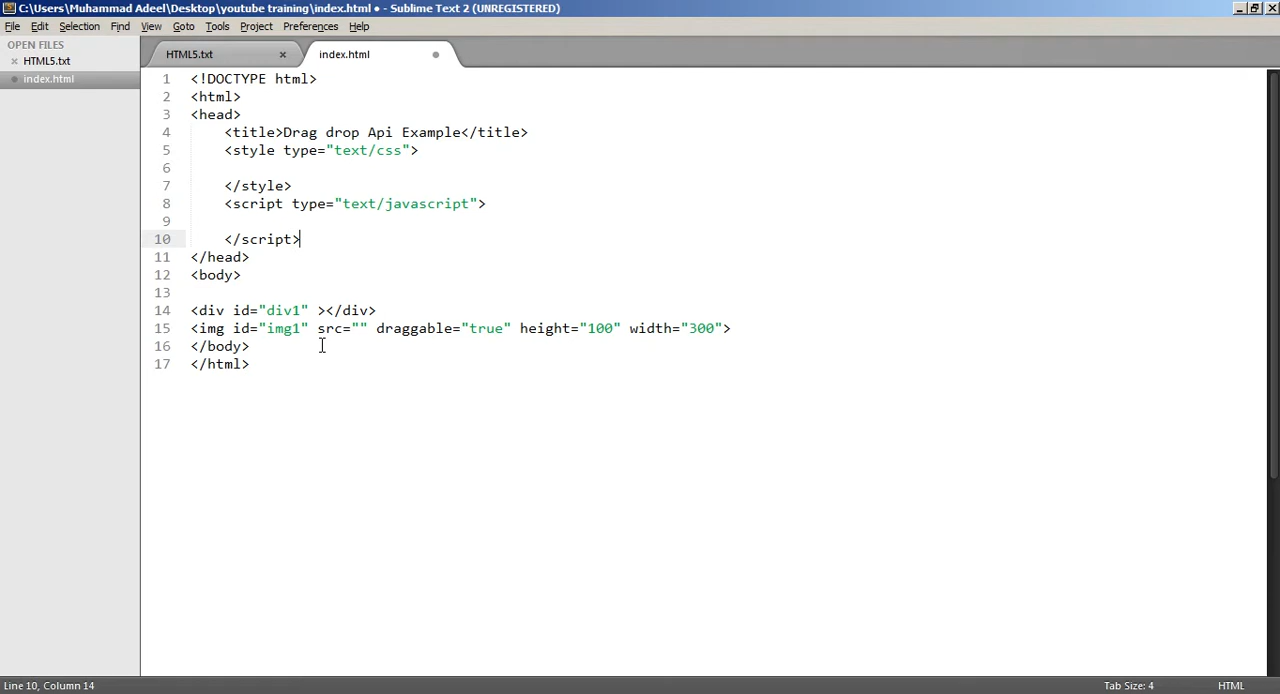 C:\Users\Muhammad Adeel\Desktop\youtube training\index.html • - Sublime Text 2 (UNREGISTERED)
File Edit Selection Find View Goto Tools Project Preferences Help
OPEN FILES
HTML5.txt
index.html
HTML5.txt
index.html
1 <!DOCTYPE html>
2 <html>
3 <head>
4 <title>Drag drop Api Example</title>
5 <style type="text/css">
6
7 </style>
8 <script type="text/javascript">
9
10 </script>
11 </head>
12 <body>
13
14 <div id="div1" ></div>
15 <img id="img1" src="" draggable="true" height="100" width="300">
16 </body>
17 </html>
Line 10, Column 14
Tab Size: 4
HTML